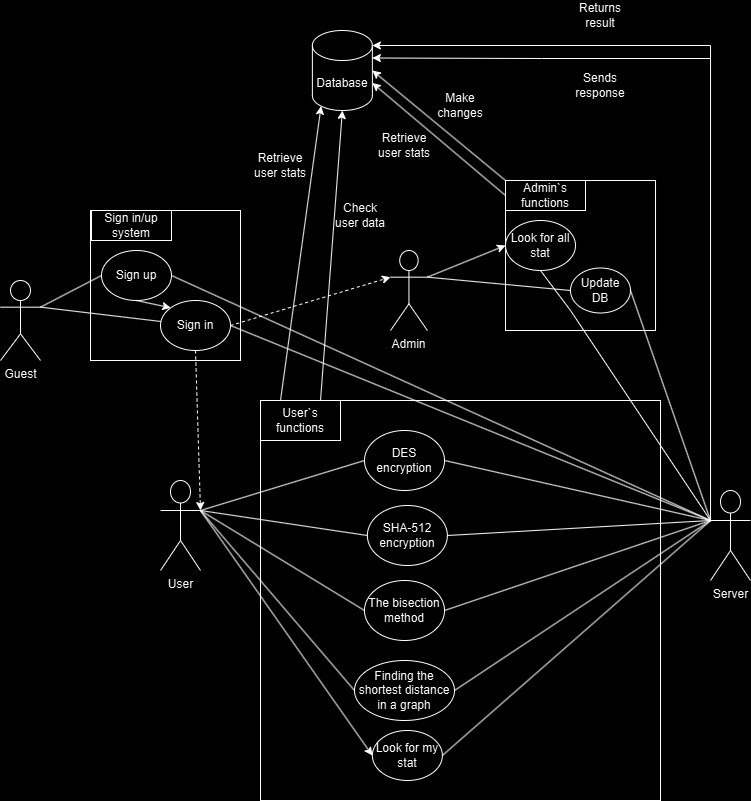 Returns
result
Database
Sends
response
Make
changes
Retrieve
user stats
Retrieve
user stats
Admin`s
functions
Check
user data
Sign in/up
system
Look for all
stat
Sign up
Update
DB
Sign in
Admin
Guest
User`s
functions
DES
encryption
SHA-512
encryption
User
Server
The bisection
method
Finding the
shortest distance
in a graph
Look for my
stat